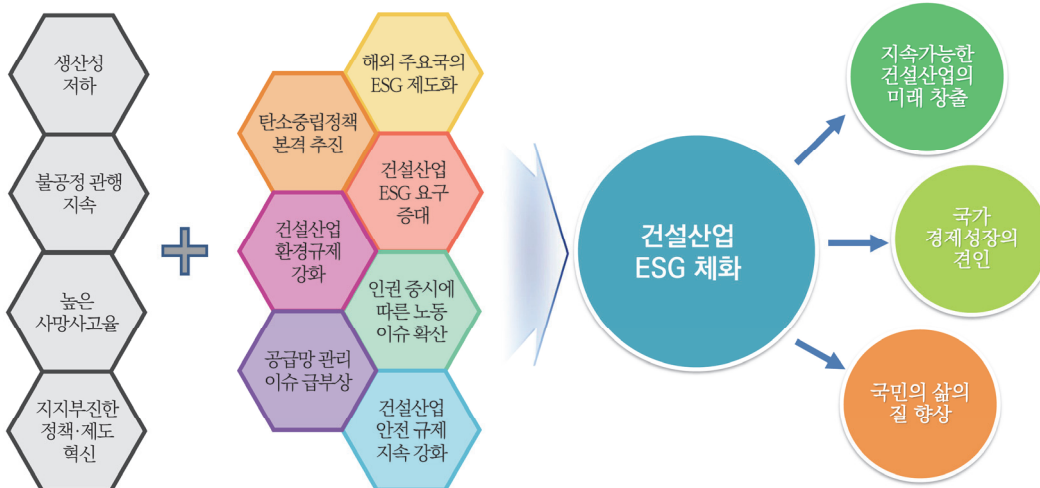 생산성
저하
불공정 관행
지속
높은
사망사고율
지지부진한
정책·제도
혁신
해외 주요국의
ESG 제도화
탄소중립정책
본격 추진
건설산업
ESG 요구
증대
건설산업
환경규제
강화
인권 중시에
따른 노동
이슈 확산
공급망 관리
이슈 급부상
건설산업
안전 규제
지속 강화
건설산업
ESG 체화
지속가능한
건설산업의
미래 창출
국가
경제성장의
견인
국민의 삶의
질 향상